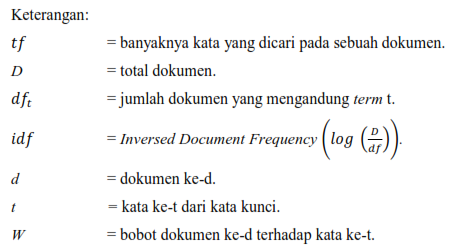 Keterangan:
tf = banyaknya kata yang dicari pada sebuah dokumen.
D = total dokumen.
df_t = jumlah dokumen yang mengandung term t.
idf = Inversed Document Frequency (log (D/df)).
d = dokumen ke-d.
t = kata ke-t dari kata kunci.
W = bobot dokumen ke-d terhadap kata ke-t.